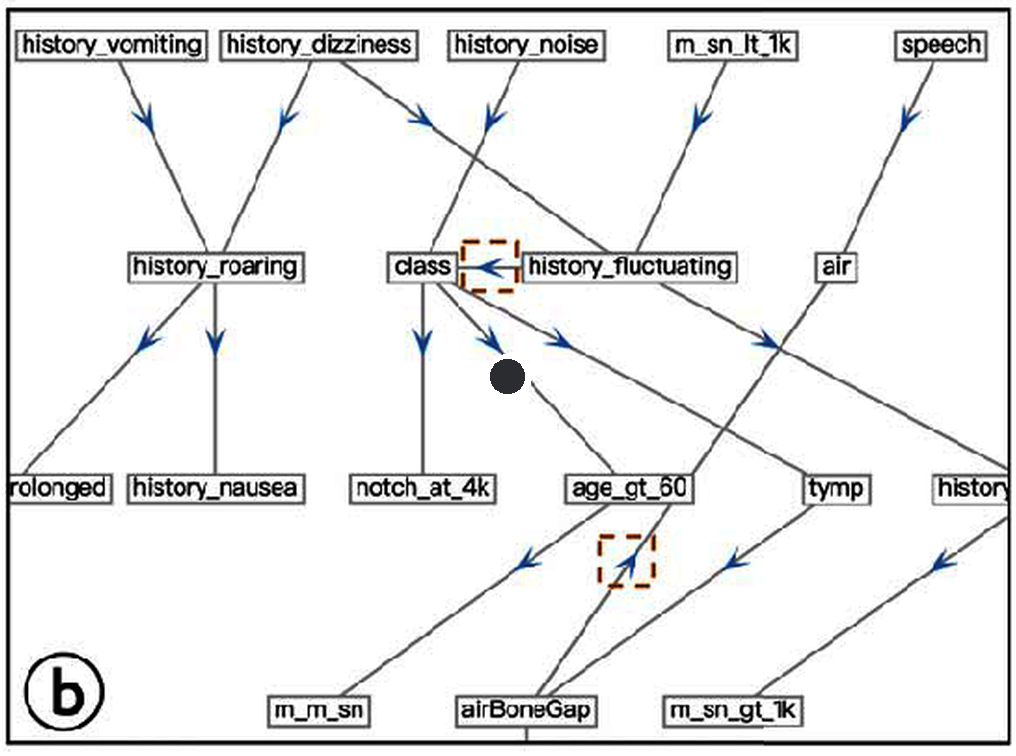 history_vomiting history_dizziness history_noise m_sn_lt_1k speech
history_roaring class history_fluctuating air
rolonged history_nausea notch_at_4k age_gt_60 tymp history
m_m_sn airBoneGap m_sn_gt_1k
b